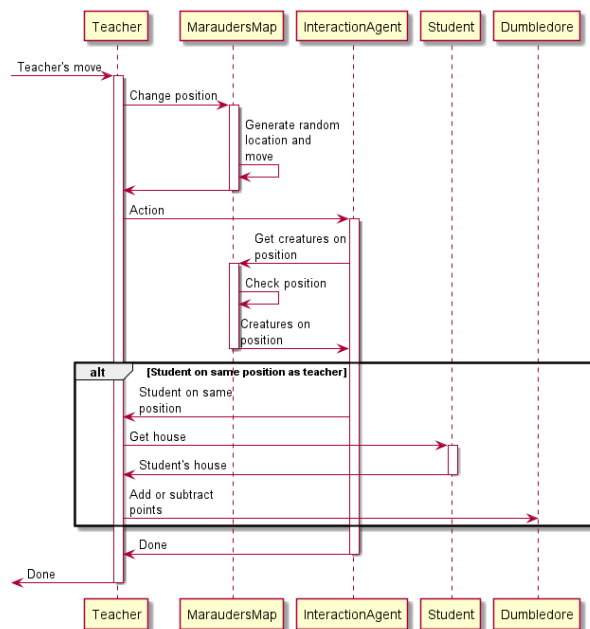 Teacher
MaraudersMap
InteractionAgent
Student
Dumbledore
Teacher's move
Change position
Generate random
location and
move
Action
Get creatures on
position
Check position
Creatures on
position
alt
[Student on same position as teacher]
Student on same
position
Get house
Student's house
Add or subtract
points
Done
Done
Teacher
MaraudersMap
InteractionAgent
Student
Dumbledore